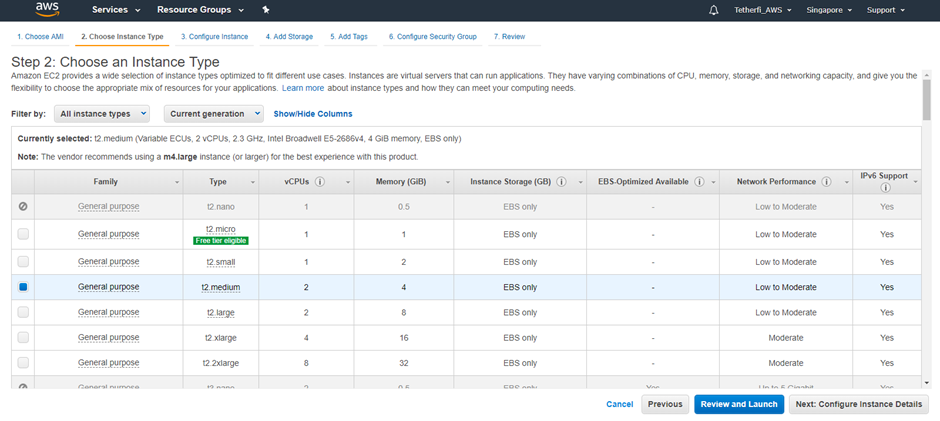 aws Services Resource Groups Tetherfi_AWS Singapore Support
1. Choose AMI 2. Choose Instance Type 3. Configure Instance 4. Add Storage 5. Add Tags 6. Configure Security Group 7. Review
Step 2: Choose an Instance Type
Amazon EC2 provides a wide selection of instance types optimized to fit different use cases. Instances are virtual servers that can run applications. They have varying combinations of CPU, memory, storage, and networking capacity, and give you the
flexibility to choose the appropriate mix of resources for your applications. Learn more about instance types and how they can meet your computing needs.
Filter by: All instance types Current generation Show/Hide Columns
Currently selected: t2.medium (Variable ECUs, 2 vCPUs, 2.3 GHz, Intel Broadwell E5-2686v4, 4 GiB memory, EBS only)
Note: The vendor recommends using a m4.large instance (or larger) for the best experience with this product.
Family Type vCPUs Memory (GiB) Instance Storage (GB) EBS-Optimized Available Network Performance IPv6 Support
General purpose t2.nano 1 0.5 EBS only - Low to Moderate Yes
General purpose t2.micro 1 1 EBS only - Low to Moderate Yes
Free tier eligible
General purpose t2.small 1 2 EBS only - Low to Moderate Yes
General purpose t2.medium 2 4 EBS only - Low to Moderate Yes
General purpose t2.large 2 8 EBS only - Low to Moderate Yes
General purpose t2.xlarge 4 16 EBS only - Moderate Yes
General purpose t2.2xlarge 8 32 EBS only - Moderate Yes
General purpose t3.nano 2 0.5 EBS only Yes Up to 5 Gigabit Yes
Cancel Previous Review and Launch Next: Configure Instance Details